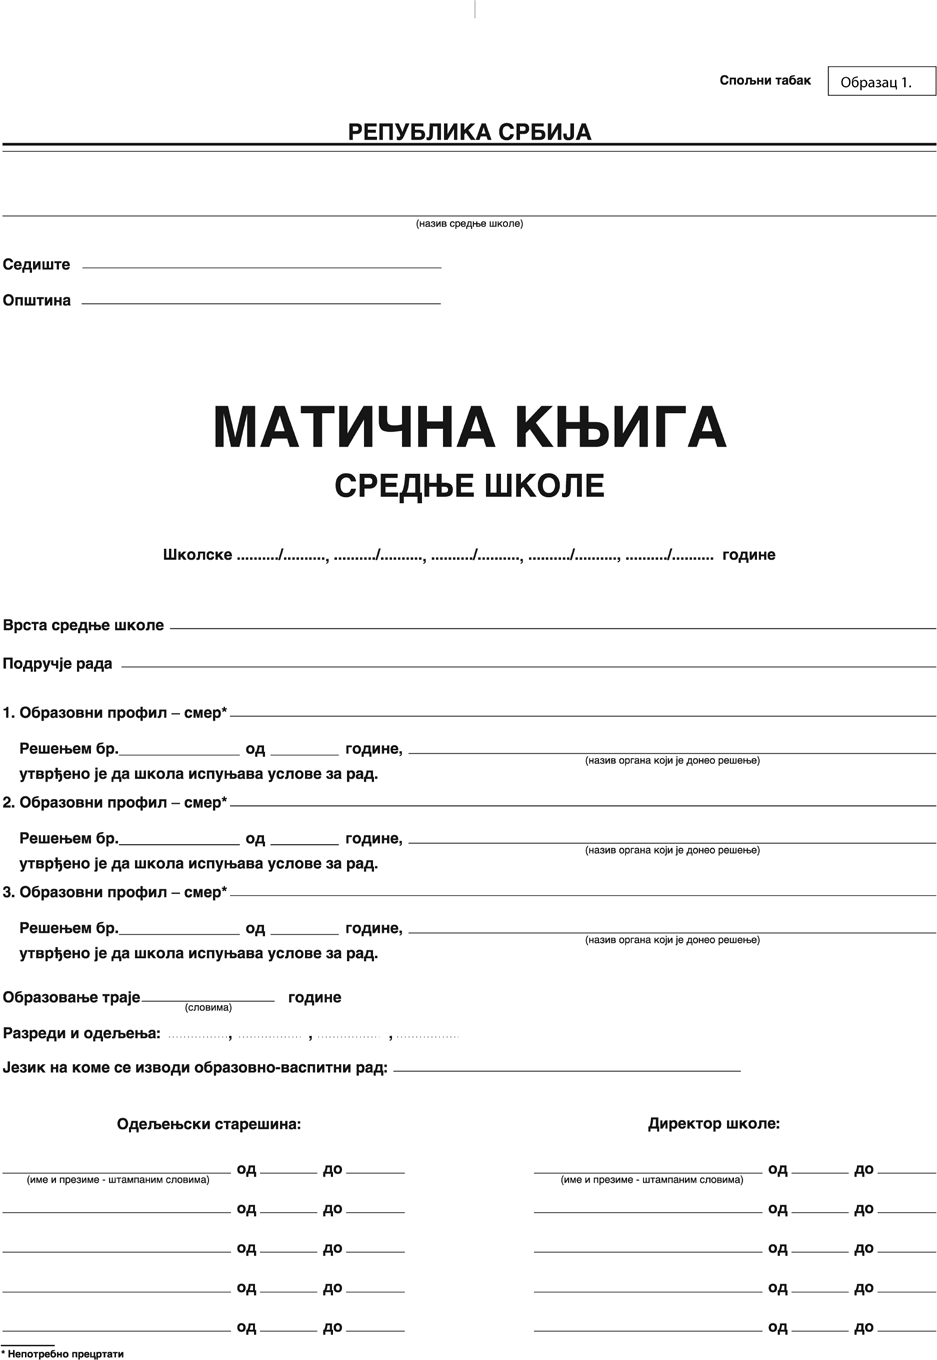 Спољни табак Образац 1.
РЕПУБЛИКА СРБИЈА
(назив средње школе)
Седиште
Општина
МАТИЧНА КЊИГА
СРЕДЊЕ ШКОЛЕ
Школске ........../.........., ........../.........., ........../.........., ........../.........., ........../.......... године
Врста средње школе
Подручје рада
1. Образовни профил – смер*
Решењем бр. од године,
(назив органа који је донео решење)
утврђено је да школа испуњава услове за рад.
2. Образовни профил – смер*
Решењем бр. од године,
(назив органа који је донео решење)
утврђено је да школа испуњава услове за рад.
3. Образовни профил – смер*
Решењем бр. од године,
(назив органа који је донео решење)
утврђено је да школа испуњава услове за рад.
Образовање траје године
(словима)
Разреди и одељења: ................, ................, ................, ................
Језик на коме се изводи образовно-васпитни рад:
Одељењски старешина: Директор школе:
од до од до
(име и презиме - штампаним словима) (име и презиме - штампаним словима)
од до од до
од до од до
од до од до
од до од до
* Непотребно прецртати